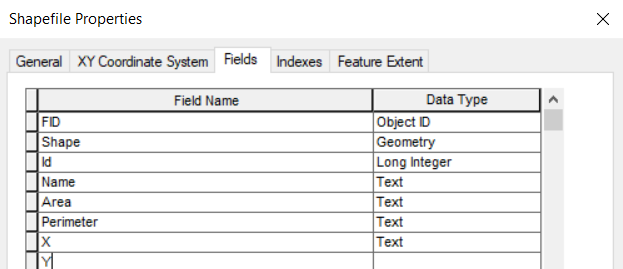 Shapefile Properties
General XY Coordinate System Fields Indexes Feature Extent
Field Name Data Type
FID Object ID
Shape Geometry
Id Long Integer
Name Text
Area Text
Perimeter Text
X Text
Y